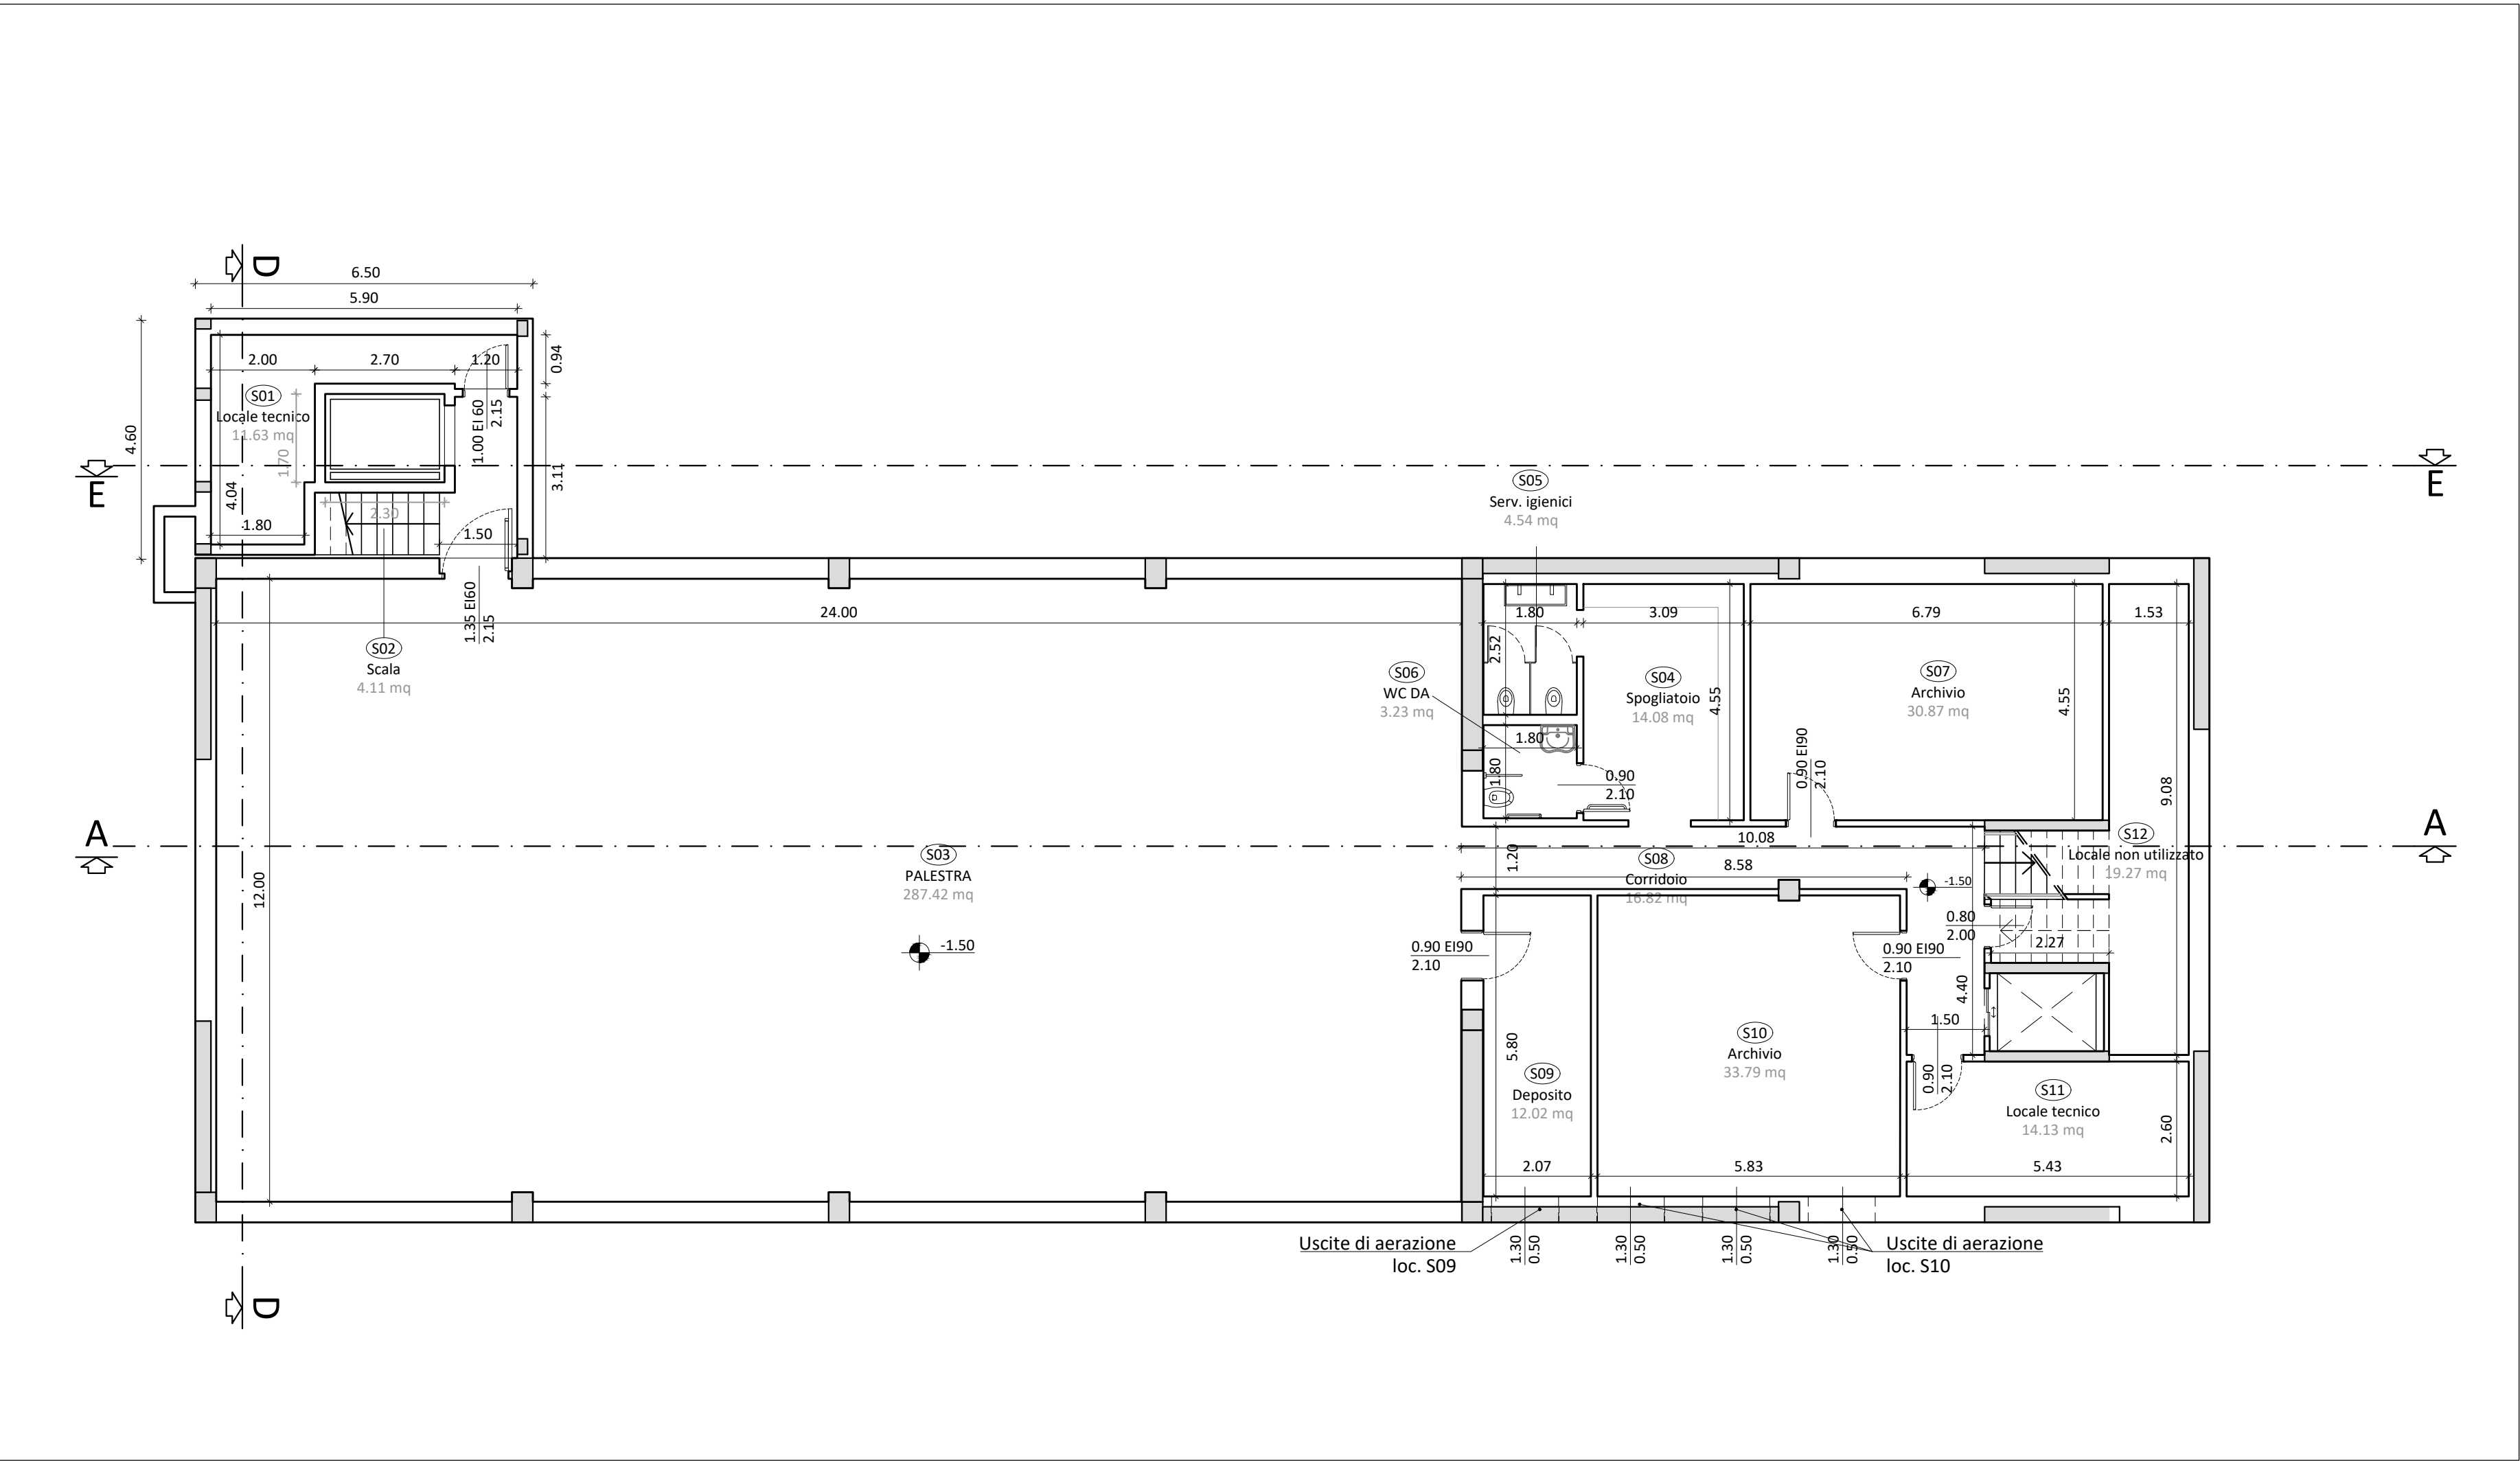 D
6.50
5.90
2.00
2.70
1.20
0.94
S01
Locale tecnico
11.63 mq
1.70
4.60
4.04
1.00 EI 60
2.15
3.11
E
E
2.30
1.80
1.50
S05
Serv. igienici
4.54 mq
1.35 EI60
2.15
24.00
1.80
3.09
6.79
1.53
S02
Scala
4.11 mq
2.52
S06
WC DA
3.23 mq
S04
Spogliatoio
14.08 mq
4.55
S07
Archivio
30.87 mq
4.55
1.80
1.80
0.90
2.10
0.90 EI90
2.10
9.08
A
A
S03
PALESTRA
287.42 mq
12.00
-1.50
10.08
1.20
8.58
S08
Corridoio
16.82 mq
S12
Locale non utilizzato
19.27 mq
-1.50
0.80
2.00
2.27
0.90 EI90
2.10
0.90 EI90
2.10
4.40
1.50
5.80
S10
Archivio
33.79 mq
S09
Deposito
12.02 mq
0.90
2.10
S11
Locale tecnico
14.13 mq
2.60
2.07
5.83
5.43
Uscite di aerazione
loc. S09
1.30
0.50
1.30
0.50
1.30
0.50
1.30
0.50
Uscite di aerazione
loc. S10
D